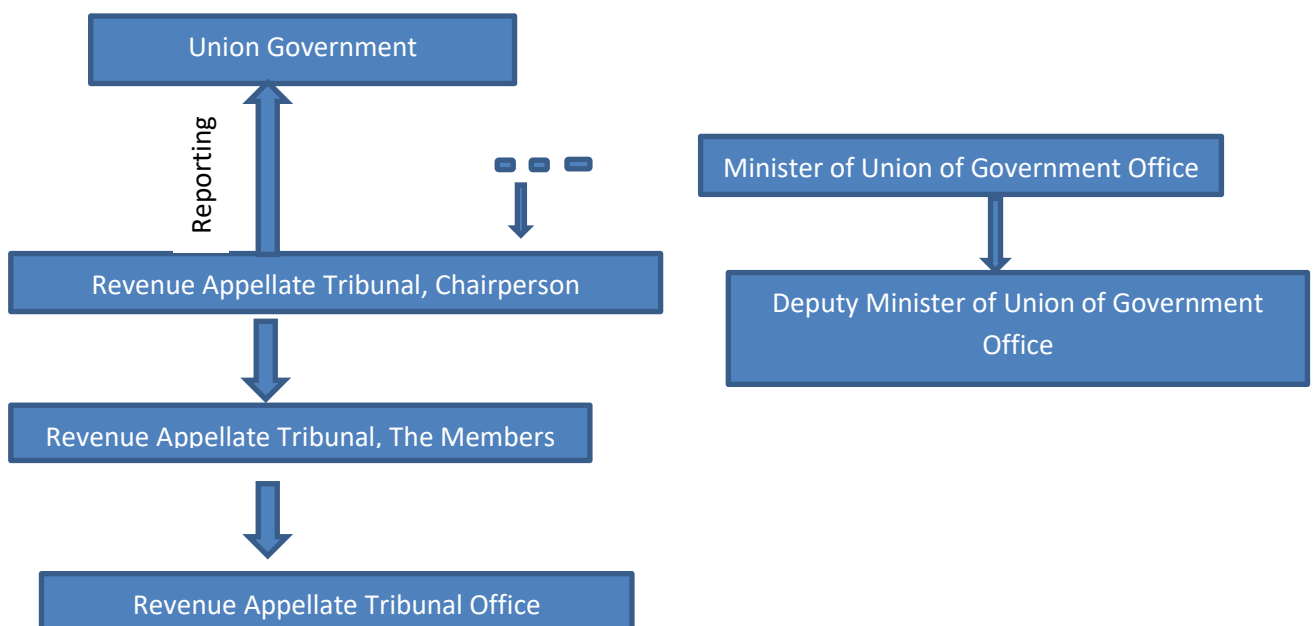 Union Government
Reporting
Minister of Union of Government Office
Revenue Appellate Tribunal, Chairperson
Deputy Minister of Union of Government
Office
Revenue Appellate Tribunal, The Members
Revenue Appellate Tribunal Office